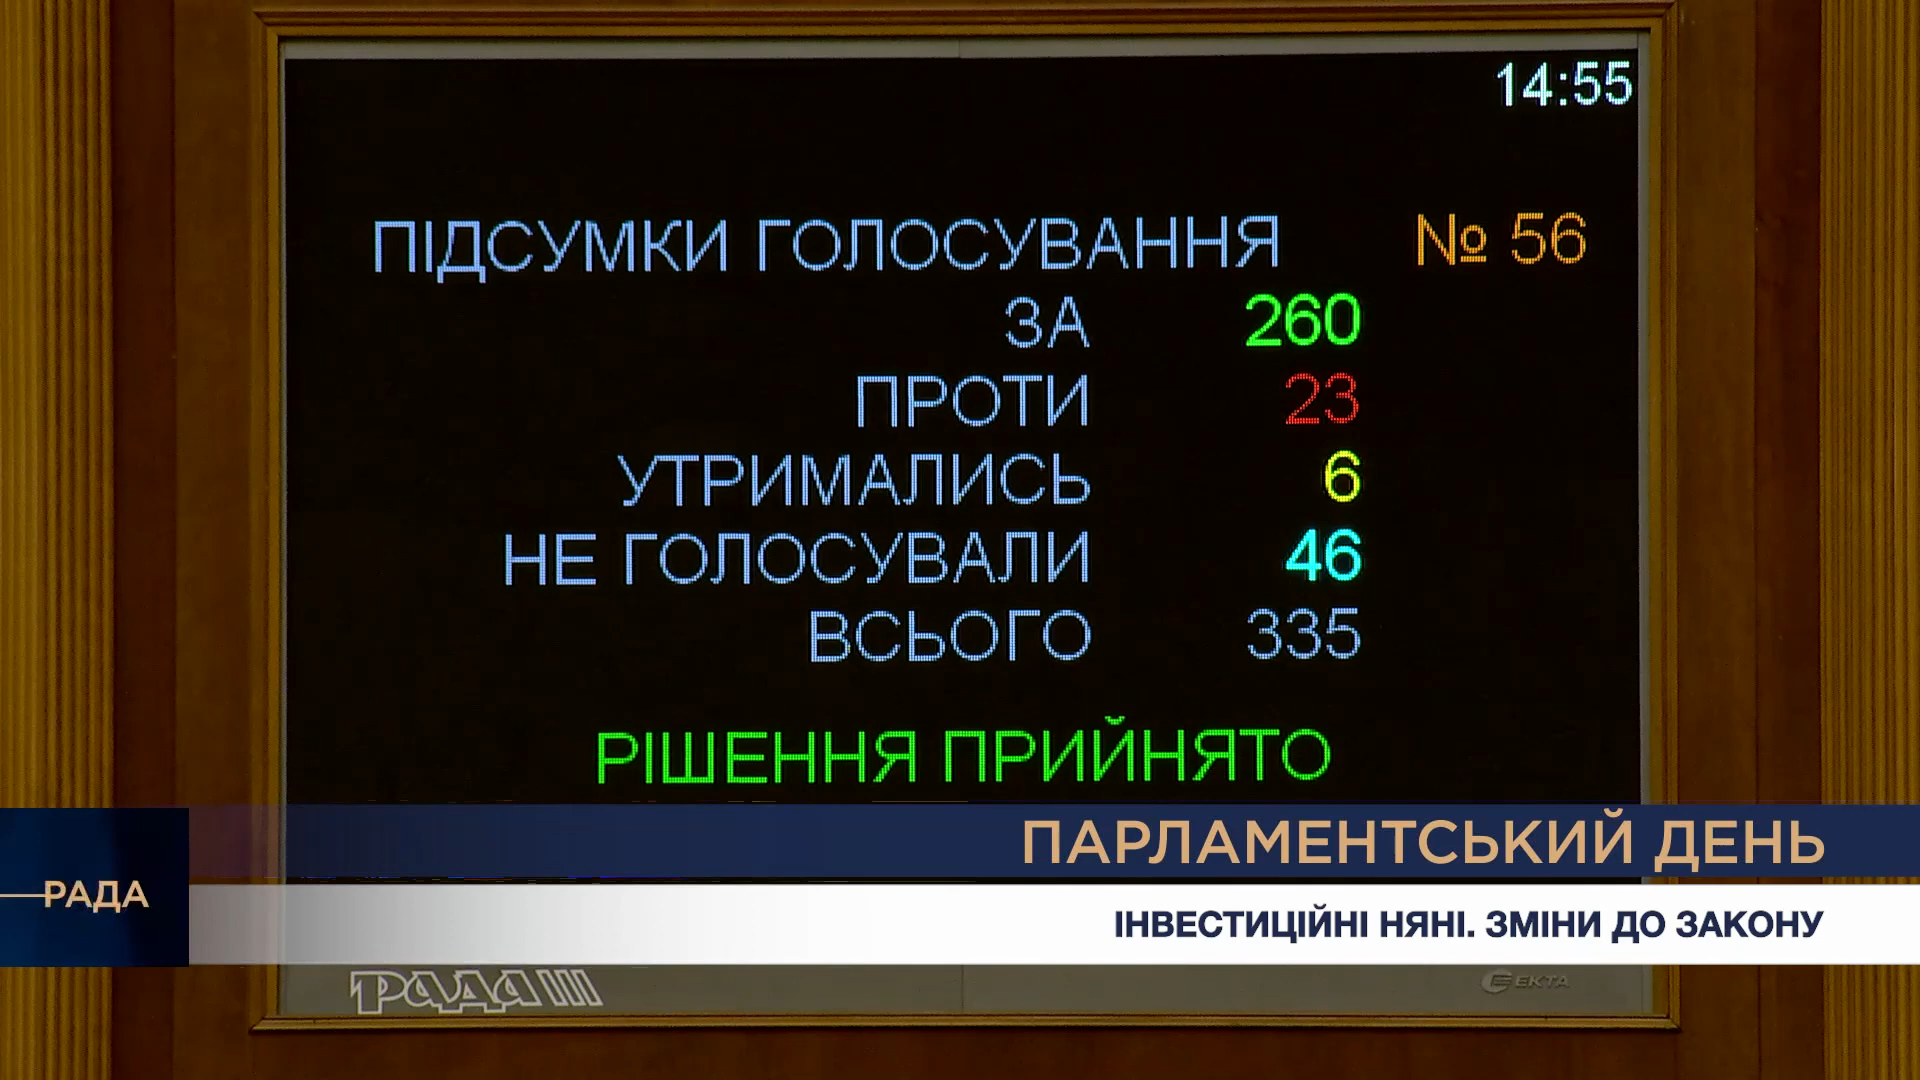 14:55
ПІДСУМКИ ГОЛОСУВАННЯ № 56
ЗА 260
ПРОТИ 23
УТРИМАЛИСЬ 6
НЕ ГОЛОСУВАЛИ 46
ВСЬОГО 335
РІШЕННЯ ПРИЙНЯТО
ПАРЛАМЕНТСЬКИЙ ДЕНЬ
РАДА
ІНВЕСТИЦІЙНІ НЯНІ. ЗМІНИ ДО ЗАКОНУ
РАДА III
ЕКТА